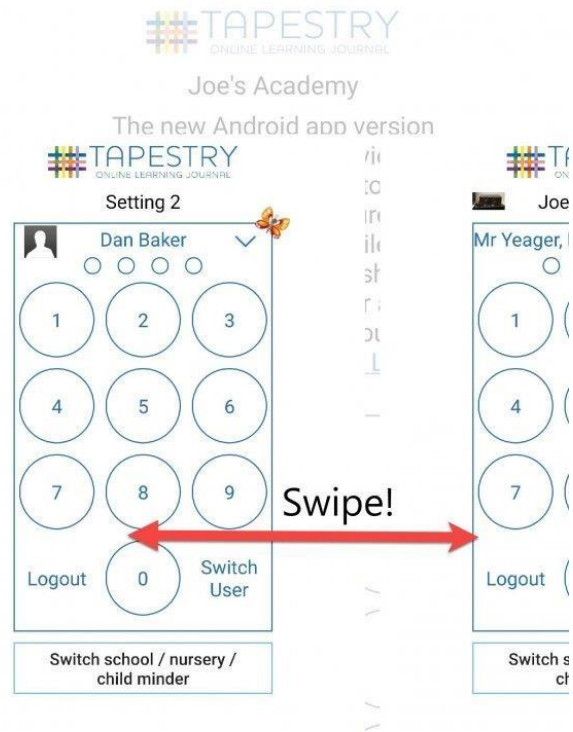 TAPESTRY
ONLINE LEARNING JOURNAL
Joe's Academy
The new Android app version
TAPESTRY
ONLINE LEARNING JOURNAL
Setting 2
Dan Baker
1
2
3
4
5
6
7
8
9
Logout
0
Switch
User
Switch school / nursery /
child minder
Swipe!
Joe
Mr Yeager,
1
4
7
Logout
Switch